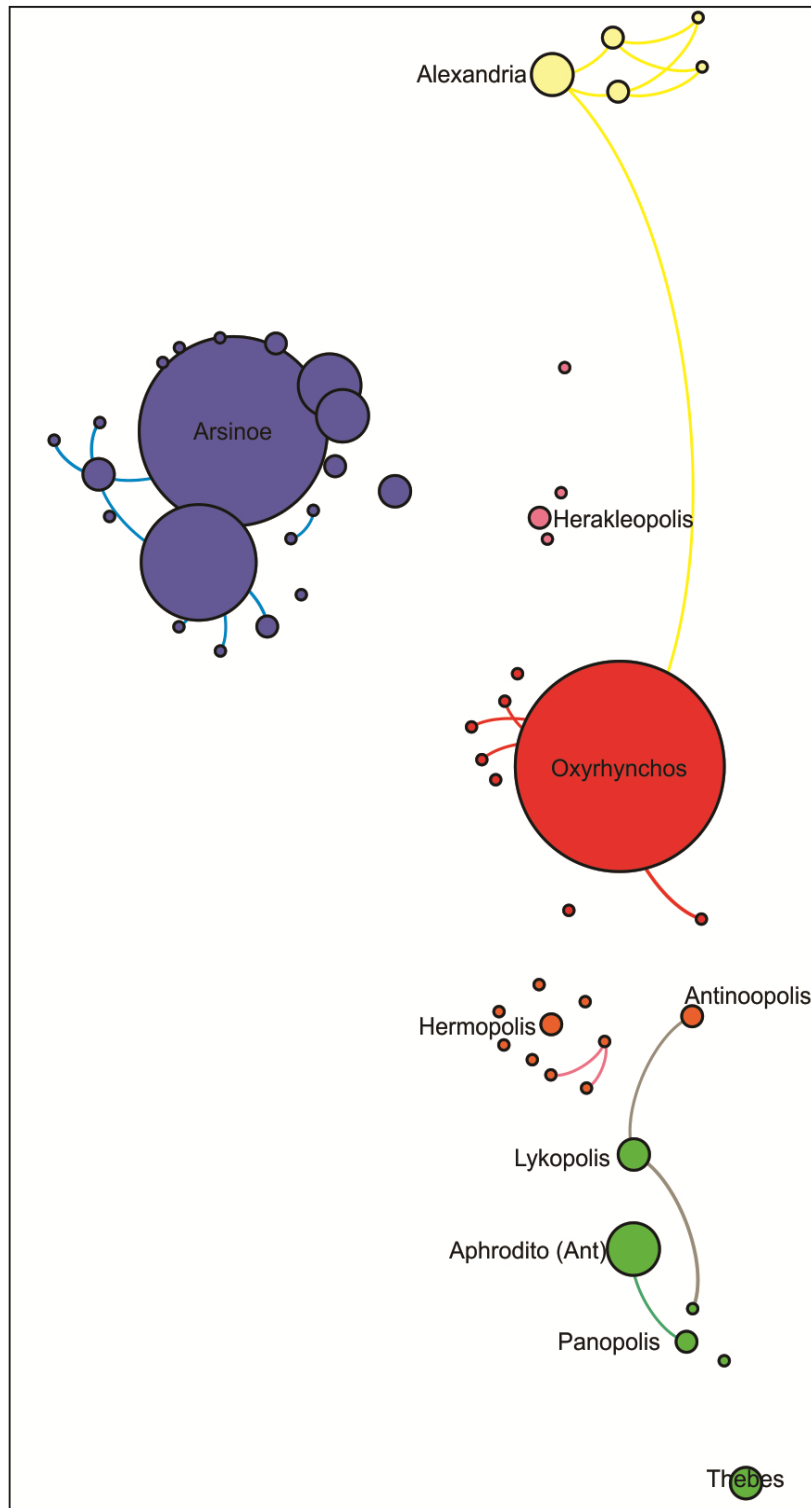 Alexandria
Arsinoe
Herakleopolis
Oxyrhynchos
Antinoopolis
Hermopolis
Lykopolis
Aphrodito (Ant)
Panopolis
Thebes